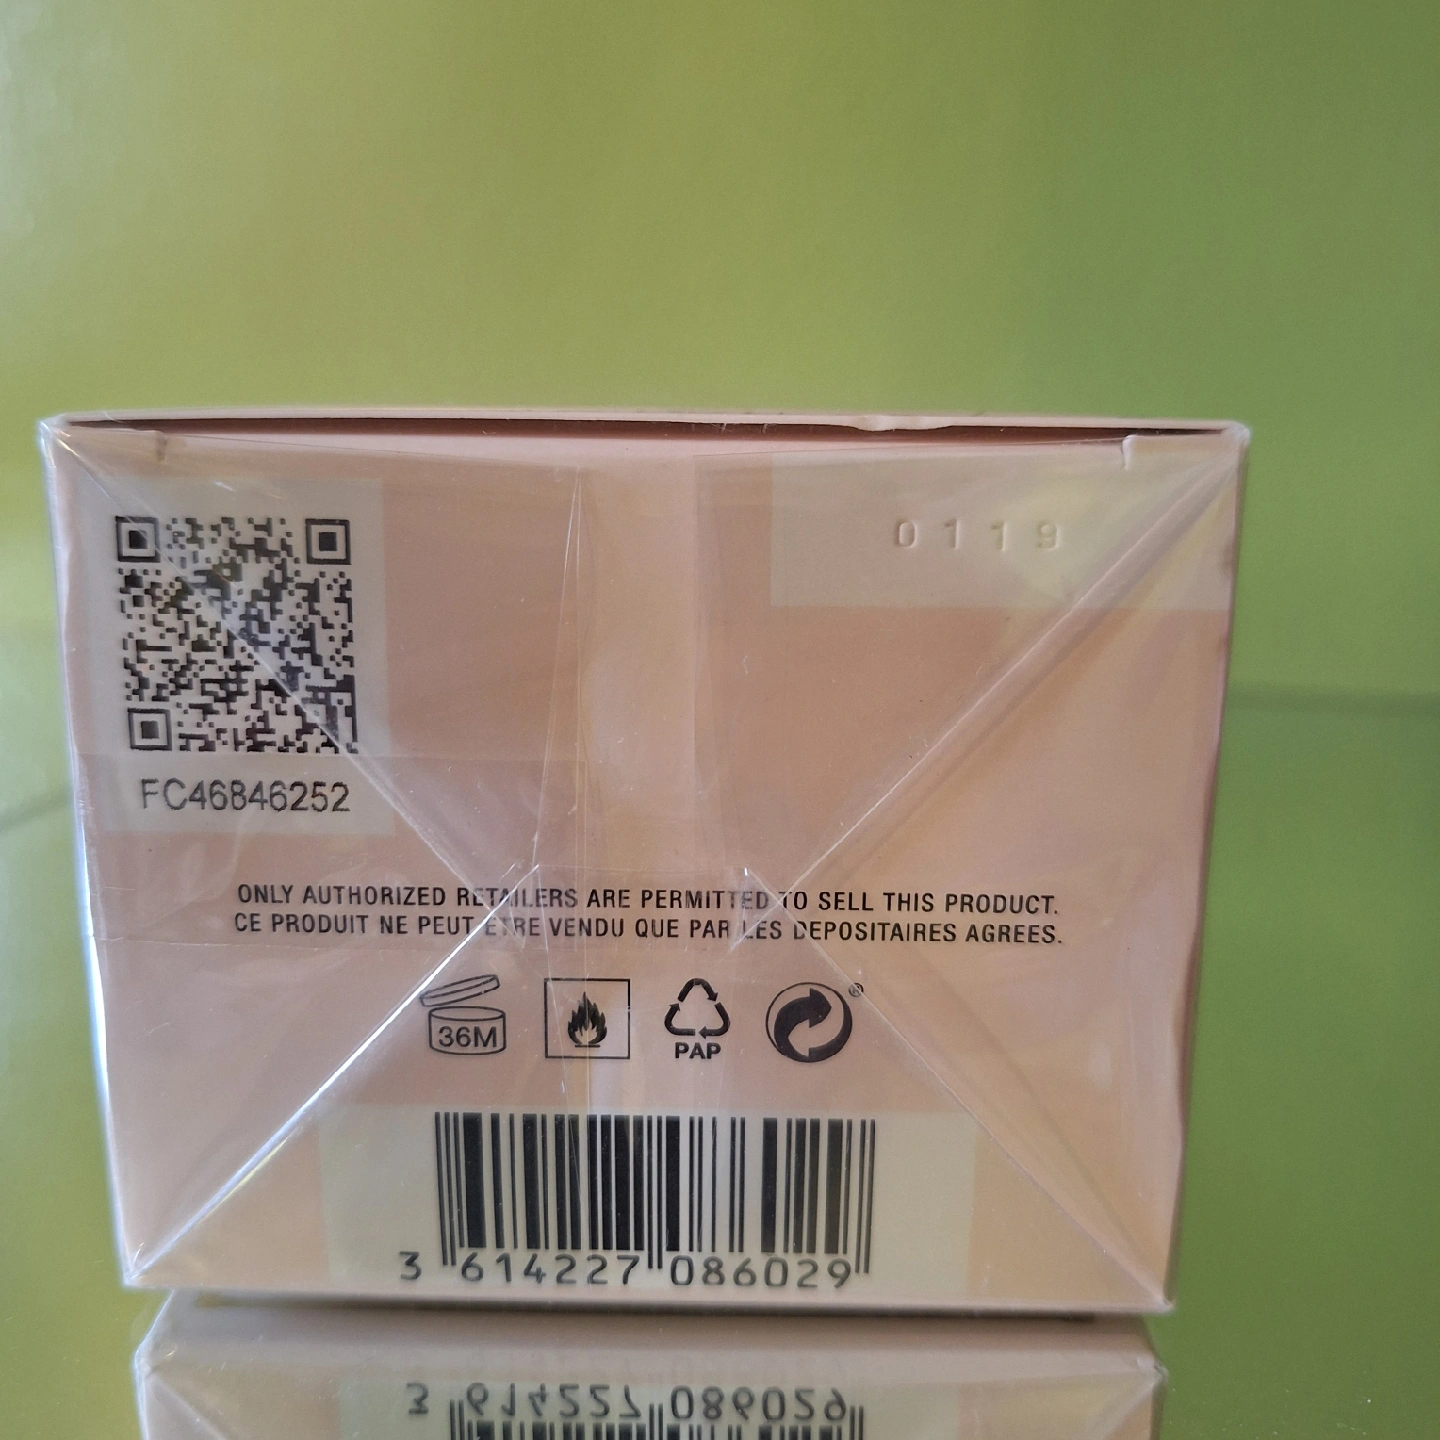 0119
FC46846252
ONLY AUTHORIZED RETAILERS ARE PERMITTED TO SELL THIS PRODUCT.
CE PRODUIT NE PEUT ETRE VENDU QUE PAR LES DEPOSITAIRES AGREES.
36M
PAP
®
3 614227 086029